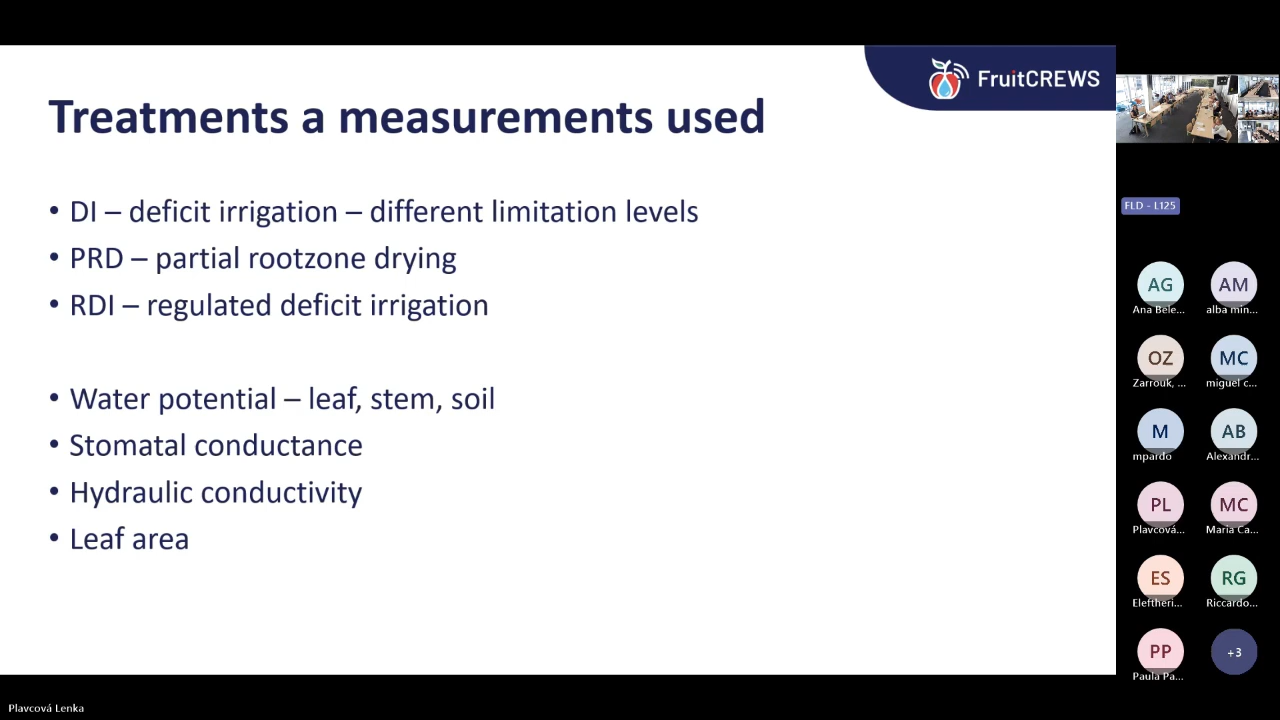 FruitCREWS
Treatments a measurements used
• DI – deficit irrigation – different limitation levels
• PRD – partial rootzone drying
• RDI – regulated deficit irrigation
• Water potential – leaf, stem, soil
• Stomatal conductance
• Hydraulic conductivity
• Leaf area
FLD - L125
AG
AM
Ana Bele...
alba min...
OZ
MC
Zarrouk, ...
miguel c...
M
AB
mpardo
Alexandr...
PL
MC
Plavcová...
Maria Ca...
ES
RG
Eleftheri...
Riccardo...
PP
+3
Paula Pa...
Plavcová Lenka